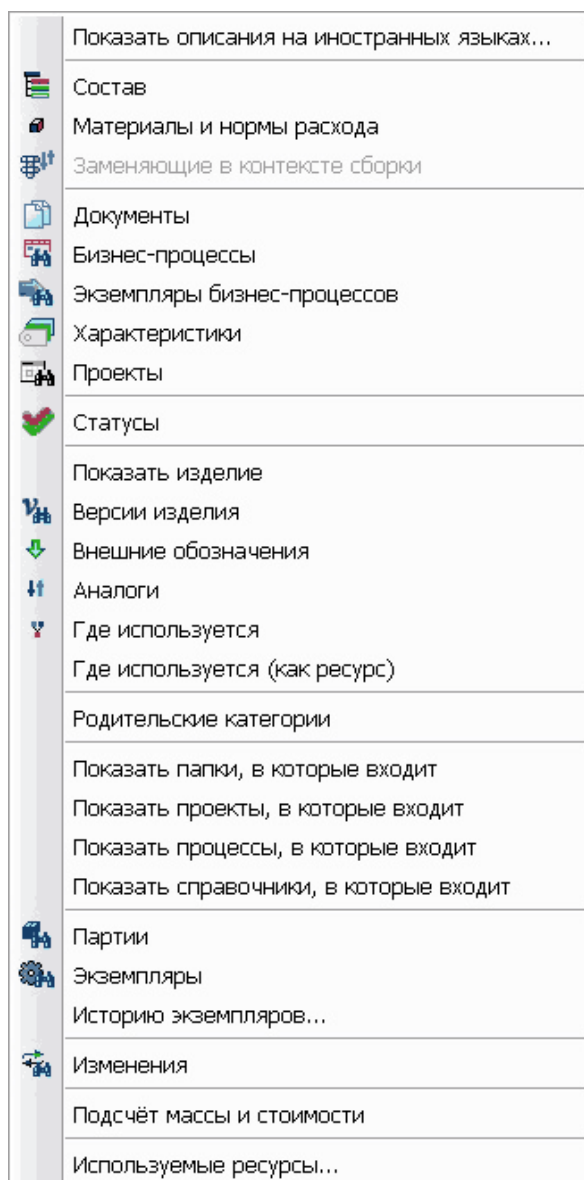 Показать описания на иностранных языках...
Состав
Материалы и нормы расхода
Заменяющие в контексте сборки
Документы
Бизнес-процессы
Экземпляры бизнес-процессов
Характеристики
Проекты
Статусы
Показать изделие
Версии изделия
Внешние обозначения
Аналоги
Где используется
Где используется (как ресурс)
Родительские категории
Показать папки, в которые входит
Показать проекты, в которые входит
Показать процессы, в которые входит
Показать справочники, в которые входит
Партии
Экземпляры
Историю экземпляров...
Изменения
Подсчёт массы и стоимости
Используемые ресурсы...